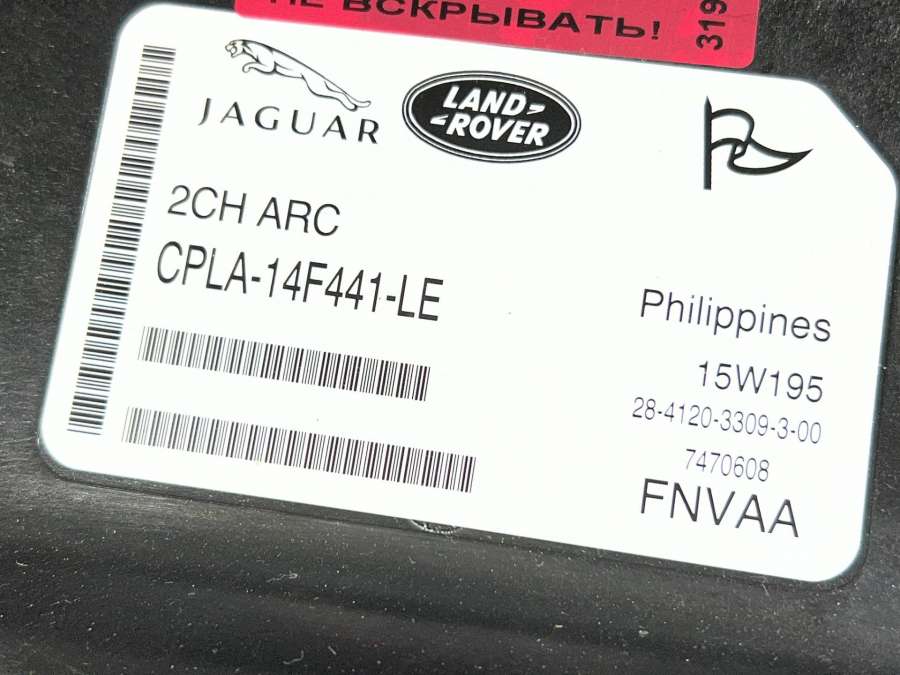 НЕ ВСКРЫВАТЬ!
319
JAGUAR
LAND-
-ROVER
2CH ARC
CPLA-14F441-LE
Philippines
15W195
28-4120-3309-3-00
7470608
FNVAA